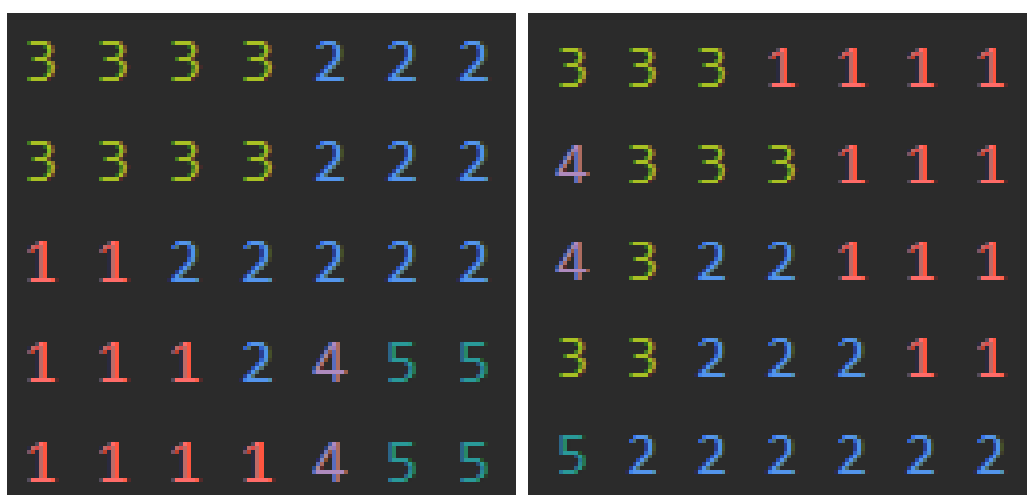 3 3 3 3 2 2 2
3 3 3 3 2 2 2
1 1 2 2 2 2 2
1 1 1 2 4 5 5
1 1 1 1 4 5 5
3 3 3 1 1 1 1
4 3 3 3 1 1 1
4 3 2 2 1 1 1
3 3 2 2 2 1 1
5 2 2 2 2 2 2